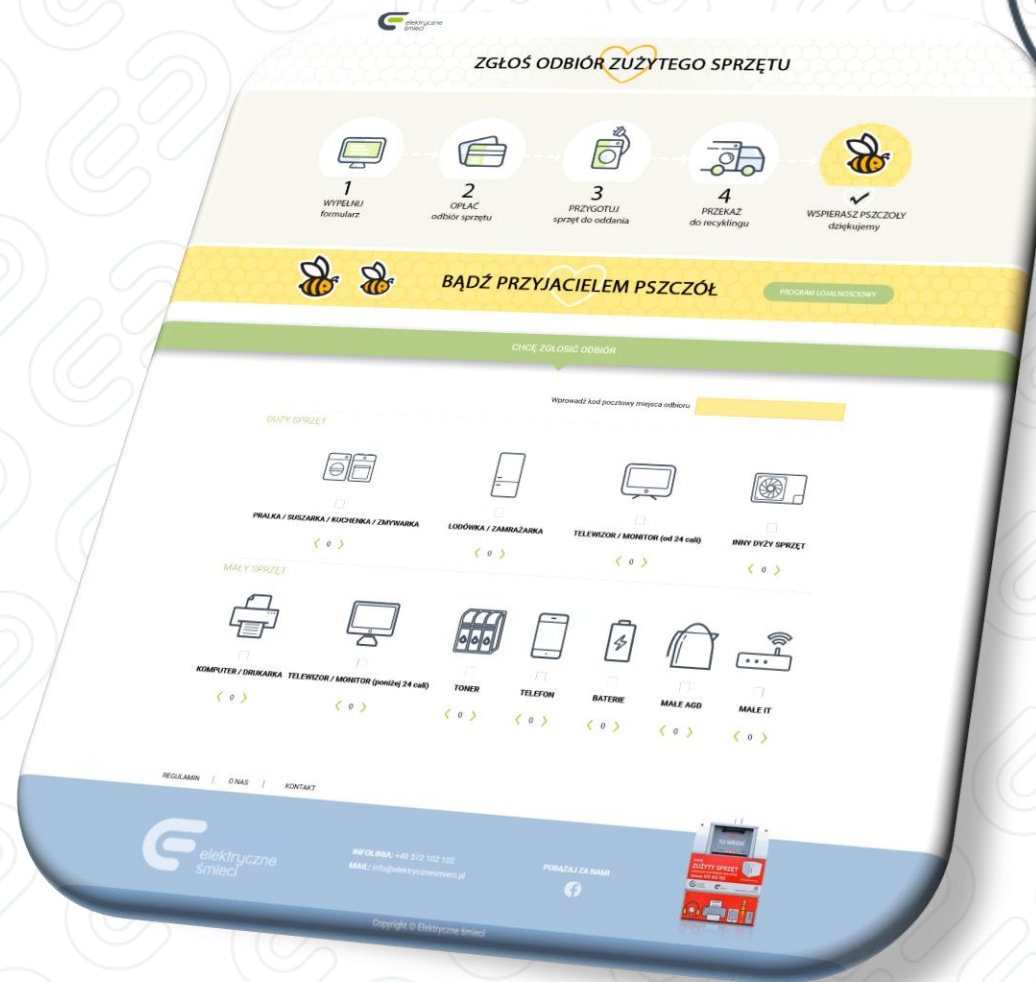 elektryczne
śmieci
ZGŁOŚ ODBIÓR ZUŻYTEGO SPRZĘTU
1
WYPEŁNIJ
formularz
2
OPŁAĆ
odbiór sprzętu
3
PRZYGOTUJ
sprzęt do oddania
4
PRZEKAŻ
do recyklingu
WSPIERASZ PSZCZOŁY
dziękujemy
BĄDŹ PRZYJACIELEM PSZCZÓŁ
PROGRAM LOJALNOŚCIOWY
CHCĘ ZGŁOSIĆ ODBIÓR
Wprowadź kod pocztowy miejsca odbioru
DUŻY SPRZĘT
PRALKA / SUSZARKA / KUCHENKA / ZMYWARKA
LODÓWKA / ZAMRAŻARKA
TELEWIZOR / MONITOR (od 24 cali)
INNY DYŻY SPRZĘT
0 0 0 0
MAŁY SPRZĘT
KOMPUTER / DRUKARKA
TELEWIZOR / MONITOR (poniżej 24 cali)
TONER
TELEFON
BATERIE
MAŁE AGD
MAŁE IT
0 0 0 0 0 0 0
REGULAMIN | O NAS | KONTAKT
elektryczne
śmieci
INFOLINIA: +48 572 102 102
MAIL: info@elektrycznesmieci.pl
PODĄŻAJ ZA NAMI
TU WRZUĆ
ZUŻYTY SPRZĘT
Copyright © Elektryczne śmieci